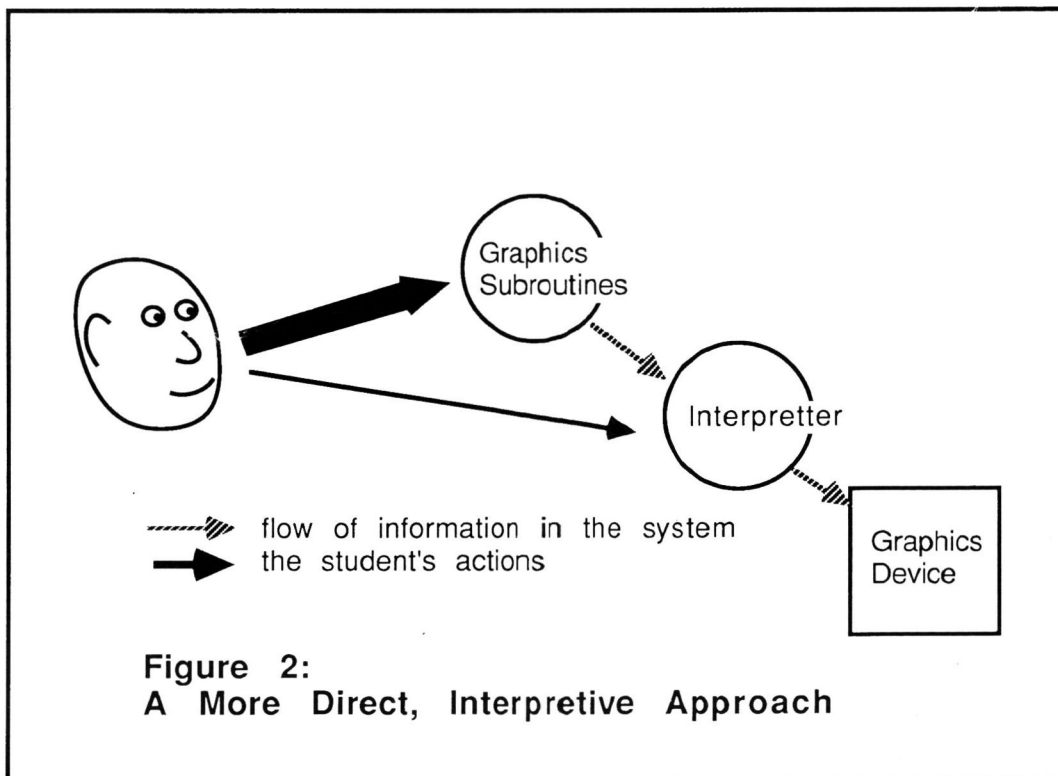 Graphics
Subroutines
Interpretter
Graphics
Device
flow of information in the system
the student's actions
Figure 2:
A More Direct, Interpretive Approach